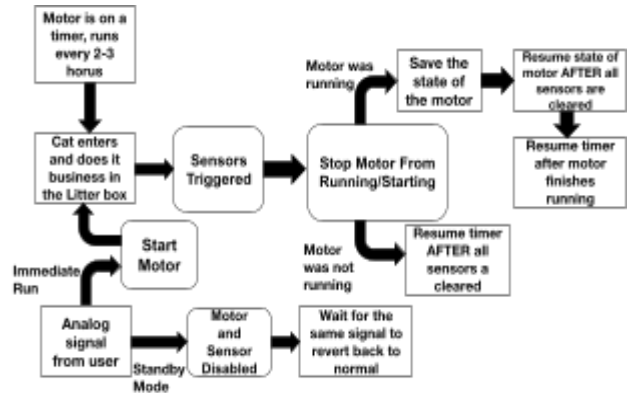 Motor is on a
timer, runs
every 2-3
horus
Cat enters
and does it
business in
the Litter box
Sensors
Triggered
Stop Motor From
Running/Starting
Motor was
running
Save the
state of
the motor
Resume state of
motor AFTER all
sensors are
cleared
Resume timer
after motor
finishes
running
Motor
was not
running
Resume timer
AFTER all
sensors a
cleared
Start
Motor
Immediate
Run
Analog
signal
from user
Standby
Mode
Motor
and
Sensor
Disabled
Wait for the
same signal to
revert back to
normal